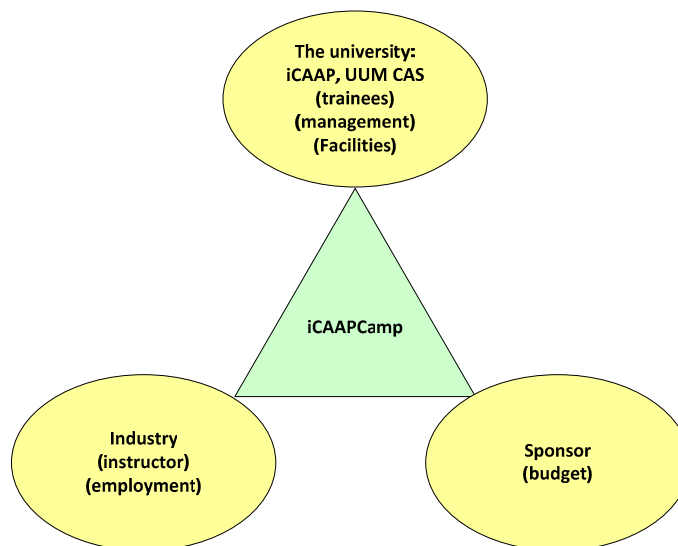 The university:
iCAAP, UUM CAS
(trainees)
(management)
(Facilities)
iCAAPCamp
Industry
(instructor)
(employment)
Sponsor
(budget)